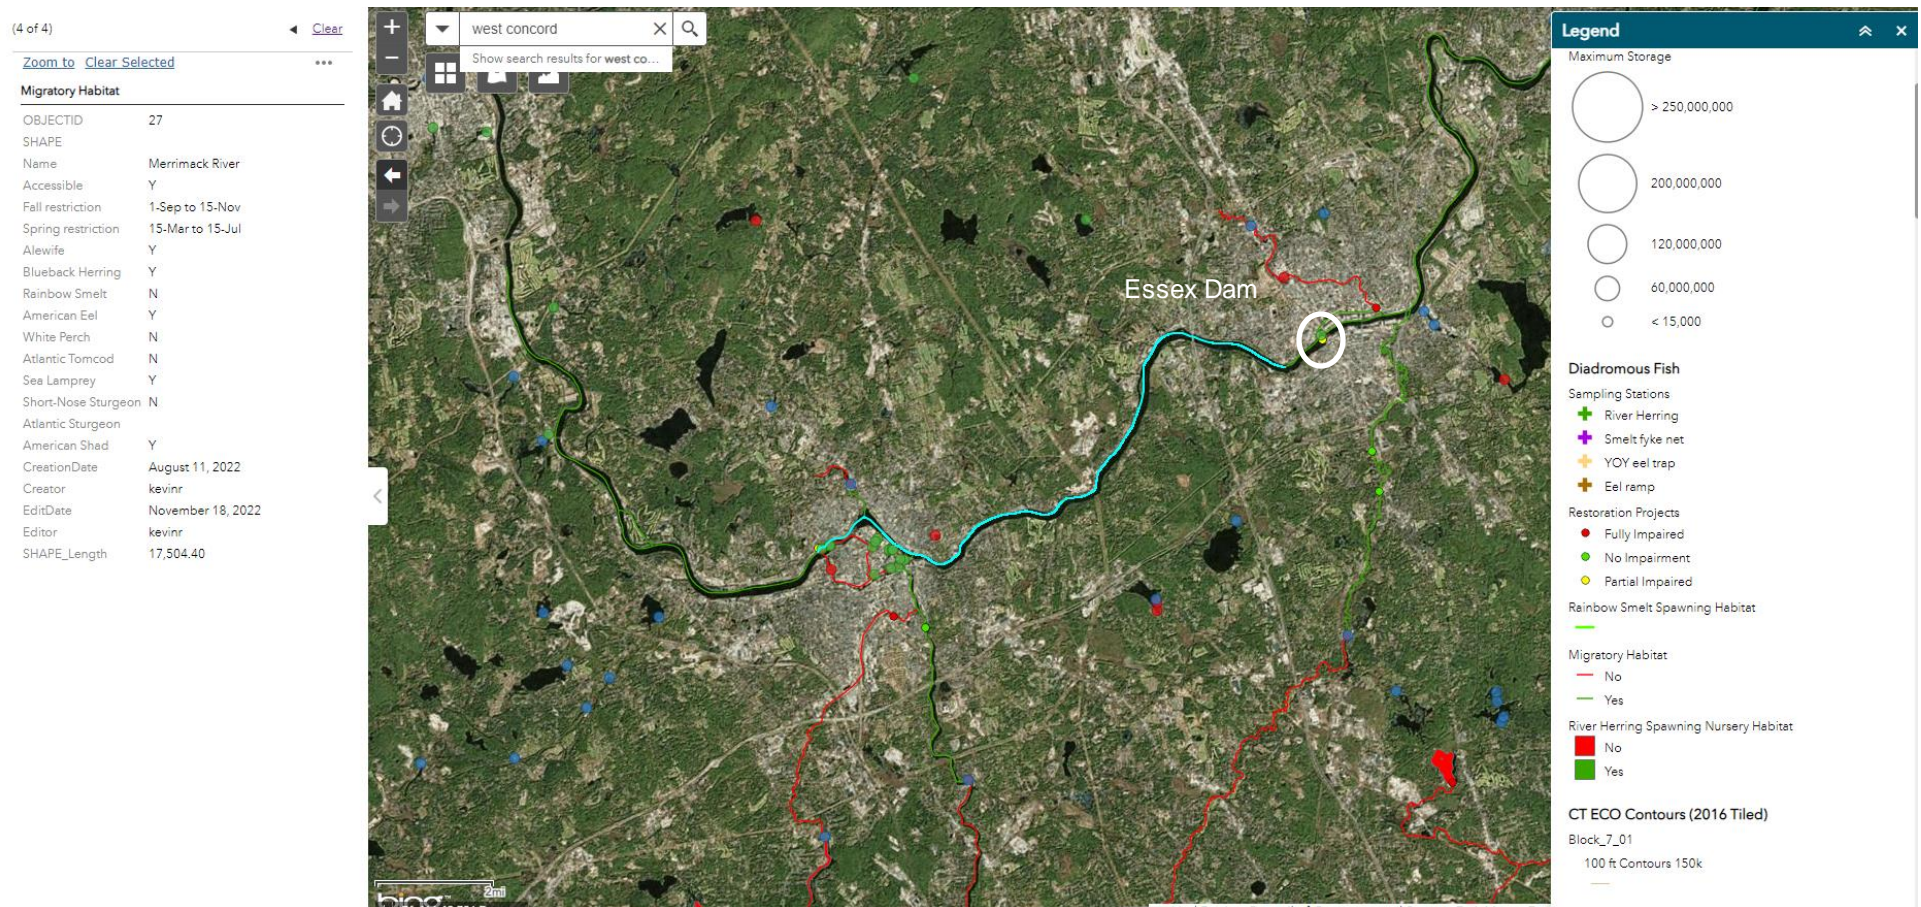 (4 of 4)
Clear
Zoom to Clear Selected
Migratory Habitat
OBJECTID 27
SHAPE
Name Merrimack River
Accessible Y
Fall restriction 1-Sep to 15-Nov
Spring restriction 15-Mar to 15-Jul
Alewife Y
Blueback Herring Y
Rainbow Smelt N
American Eel Y
White Perch N
Atlantic Tomcod N
Sea Lamprey Y
Short-Nose Sturgeon N
Atlantic Sturgeon
American Shad Y
CreationDate August 11, 2022
Creator kevinr
EditDate November 18, 2022
Editor kevinr
SHAPE_Length 17,504.40
west concord
Show search results for west co...
Essex Dam
2mi
bing
Legend
Maximum Storage
> 250,000,000
200,000,000
120,000,000
60,000,000
< 15,000
Diadromous Fish
Sampling Stations
River Herring
Smelt fyke net
YOY eel trap
Eel ramp
Restoration Projects
Fully Impaired
No Impairment
Partial Impaired
Rainbow Smelt Spawning Habitat
Migratory Habitat
No
Yes
River Herring Spawning Nursery Habitat
No
Yes
CT ECO Contours (2016 Tiled)
Block_7_01
100 ft Contours 150k